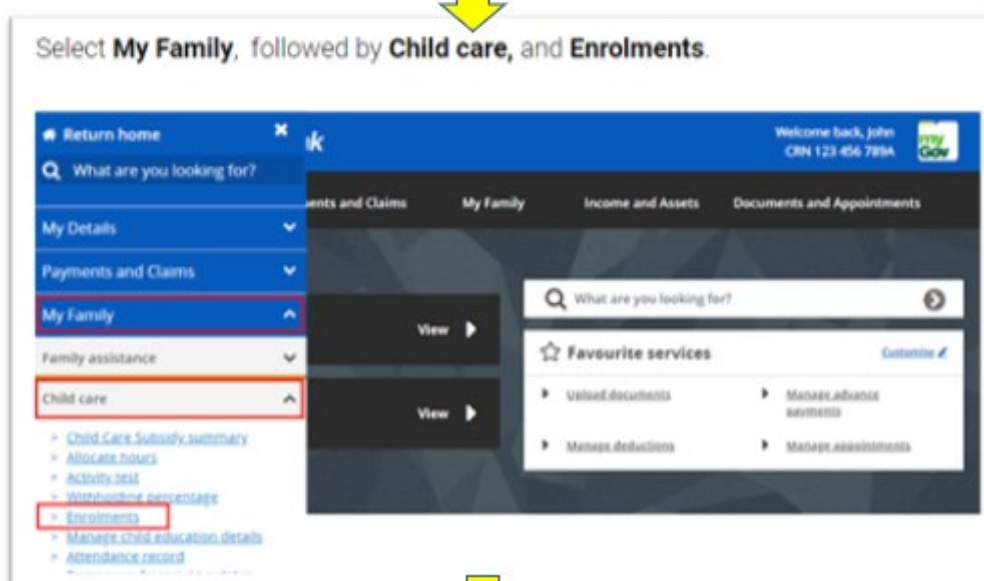 Select My Family, followed by Child care, and Enrolments.
Return home
What are you looking for?
My Details
Payments and Claims
My Family
Family assistance
Child care
Child Care Subsidy summary
Allocate hours
Activity test
Withholding percentage
Enrolments
Manage child education details
Attendance record
Welcome back, John
CRN 123 456 789A
my
Gov
and Claims
My Family
Income and Assets
Documents and Appointments
View
View
What are you looking for?
Favourite services
Customise
Upload documents
Manage advance
payments
Manage deductions
Manage appointments